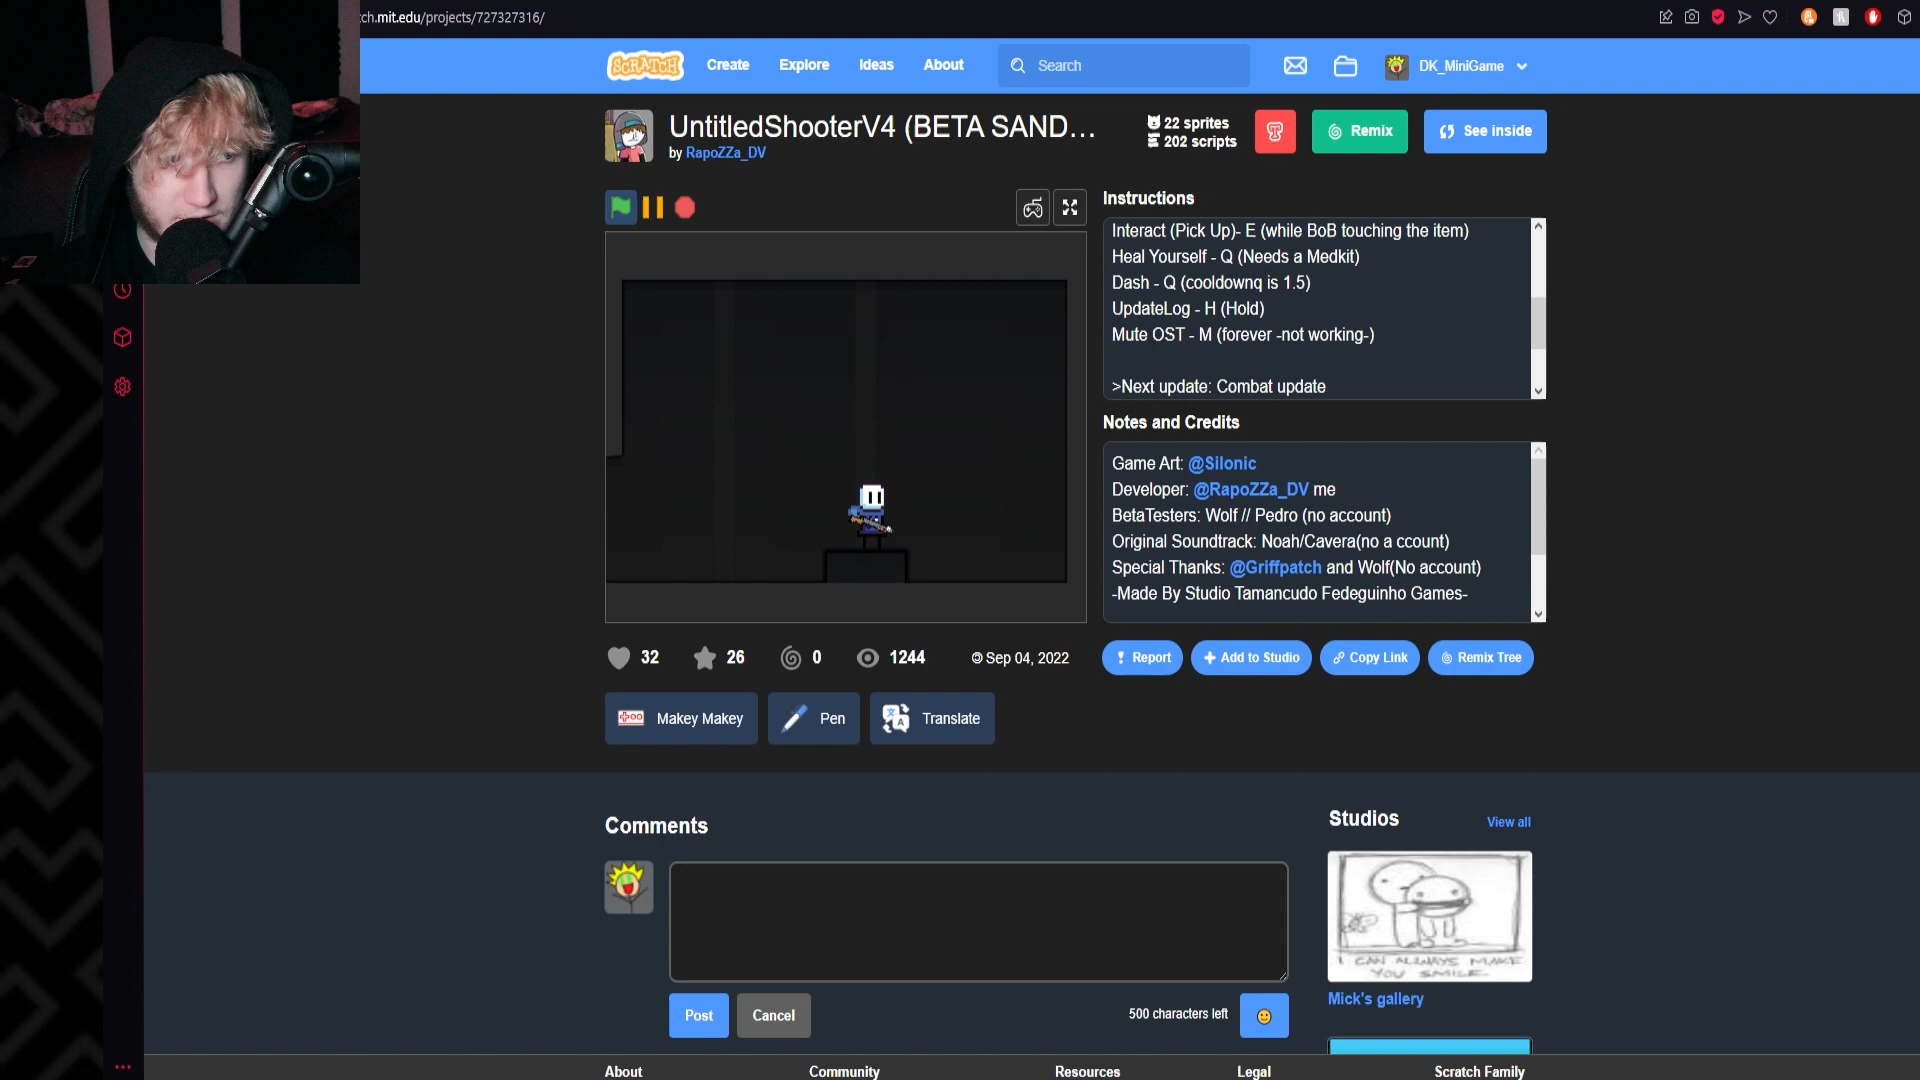 ch.mit.edu/projects/727327316/
SCRATCH
Create
Explore
Ideas
About
Search
DK_MiniGame
UntitledShooterV4 (BETA SAND...
by RapoZZa_DV
22 sprites
202 scripts
Remix
See inside
Instructions
Interact (Pick Up)- E (while BoB touching the item)
Heal Yourself - Q (Needs a Medkit)
Dash - Q (cooldownq is 1.5)
UpdateLog - H (Hold)
Mute OST - M (forever -not working-)
>Next update: Combat update
Notes and Credits
Game Art: @Silonic
Developer: @RapoZZa_DV me
BetaTesters: Wolf // Pedro (no account)
Original Soundtrack: Noah/Cavera(no a ccount)
Special Thanks: @Griffpatch and Wolf(No account)
-Made By Studio Tamancudo Fedeguinho Games-
32
26
0
1244
© Sep 04, 2022
Report
Add to Studio
Copy Link
Remix Tree
Makey Makey
Pen
Translate
Comments
Studios
View all
I CAN ALWAYS MAKE
YOU SMILE.
Mick's gallery
Post
Cancel
500 characters left
About
Community
Resources
Legal
Scratch Family